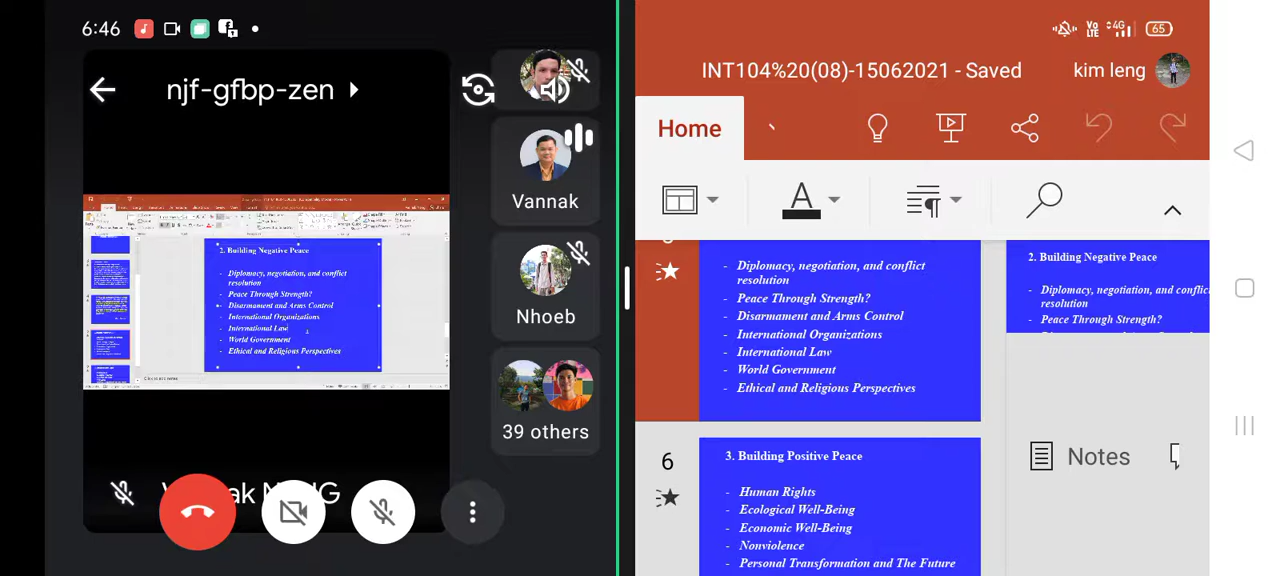 6:46
njf-gfbp-zen
Vannak
Nhoeb
39 others
2. Building Negative Peace
- Diplomacy, negotiation, and conflict
resolution
- Peace Through Strength?
- Disarmament and Arms Control
- International Organizations
- International Law
- World Government
- Ethical and Religious Perspectives
4G
65
INT104%20(08)-15062021 - Saved
kim leng
Home
- Diplomacy, negotiation, and conflict
resolution
- Peace Through Strength?
- Disarmament and Arms Control
- International Organizations
- International Law
- World Government
- Ethical and Religious Perspectives
6
3. Building Positive Peace
- Human Rights
- Ecological Well-Being
- Economic Well-Being
- Nonviolence
- Personal Transformation and The Future
2. Building Negative Peace
- Diplomacy, negotiation, and conflic
resolution
- Peace Through Strength?
Notes